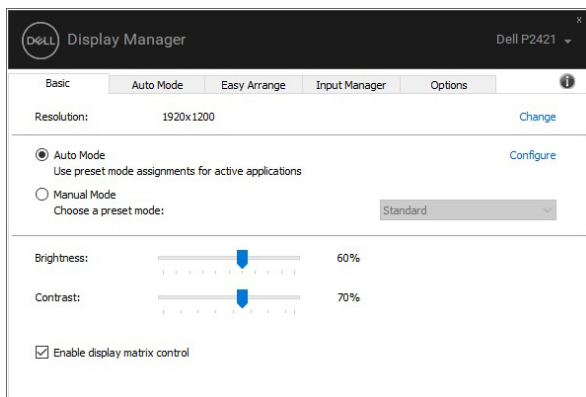 DELL Display Manager Dell P2421
x
Basic Auto Mode Easy Arrange Input Manager Options
Resolution: 1920x1200 Change
Auto Mode Configure
Use preset mode assignments for active applications
Manual Mode
Choose a preset mode: Standard
Brightness: 60%
Contrast: 70%
Enable display matrix control